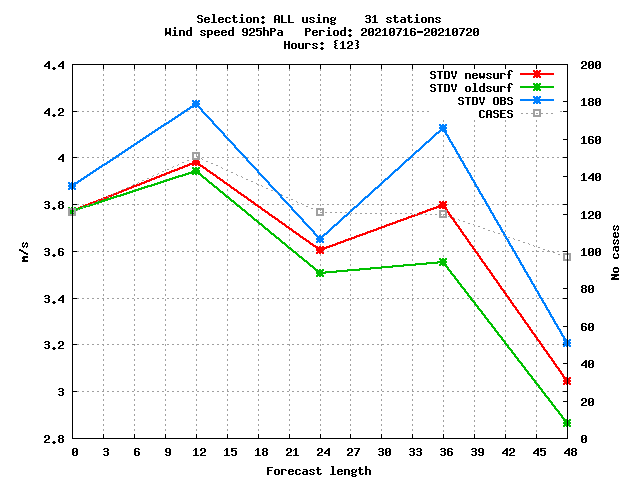 Selection: ALL using    31 stations
Wind speed 925hPa   Period: 20210716-20210720
Hours: {12}
STDV newsurf
STDV oldsurf
STDV OBS
CASES
4.4
4.2
4
3.8
3.6
3.4
3.2
3
2.8
m/s
200
180
160
140
120
100
80
60
40
20
0
No cases
0 3 6 9 12 15 18 21 24 27 30 33 36 39 42 45 48
Forecast length